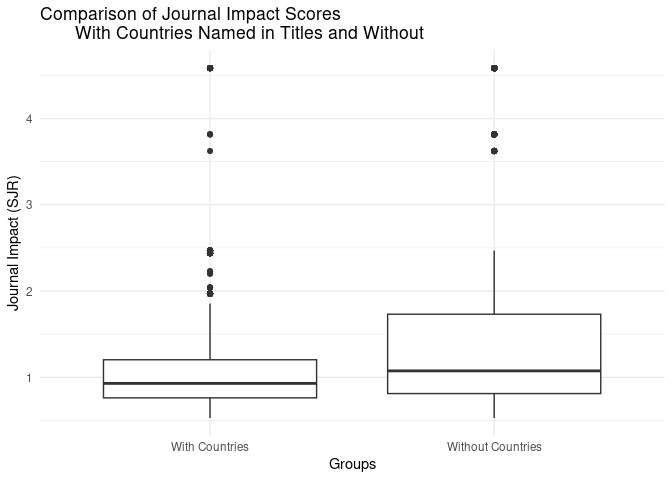 Comparison of Journal Impact Scores
With Countries Named in Titles and Without
Journal Impact (SJR)
4
3
2
1
With Countries
Without Countries
Groups